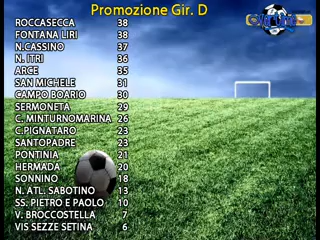 Promozione Gir. D
ROCCASECCA 38
FONTANA LIRI 38
N.CASSINO 37
N. ITRI 36
ARCE 35
SAN MICHELE 31
CAMPO BOARIO 30
SERMONETA 29
C. MINTURNOMARINA 26
C.PIGNATARO 23
SANTOPADRE 23
PONTINIA 21
HERMADA 20
SONNINO 18
N. ATL. SABOTINO 13
SS. PIETRO E PAOLO 10
V. BROCCOSTELLA 7
VIS SEZZE SETINA 6